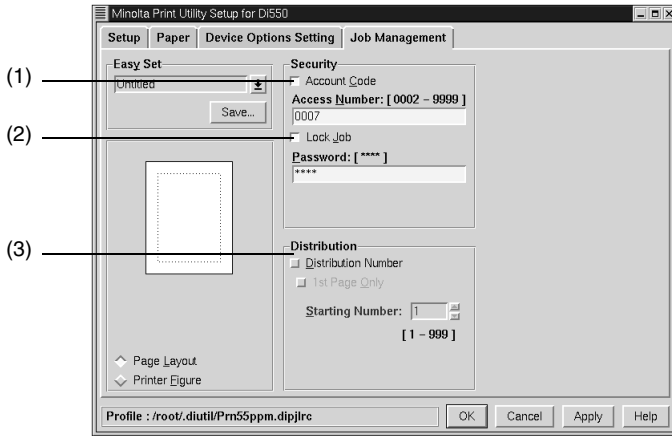 Minolta Print Utility Setup for Di550
Setup
Paper
Device Options Setting
Job Management
Easy Set
Untitled
Save...
Page Layout
Printer Figure
(1)
(2)
(3)
Security
Account Code
Access Number: [ 0002 – 9999 ]
0007
Lock Job
Password: [ **** ]
****
Distribution
Distribution Number
1st Page Only
Starting Number: 1
[ 1 – 999 ]
Profile : /root/.diutil/Prn55ppm.dipjlrc
OK
Cancel
Apply
Help